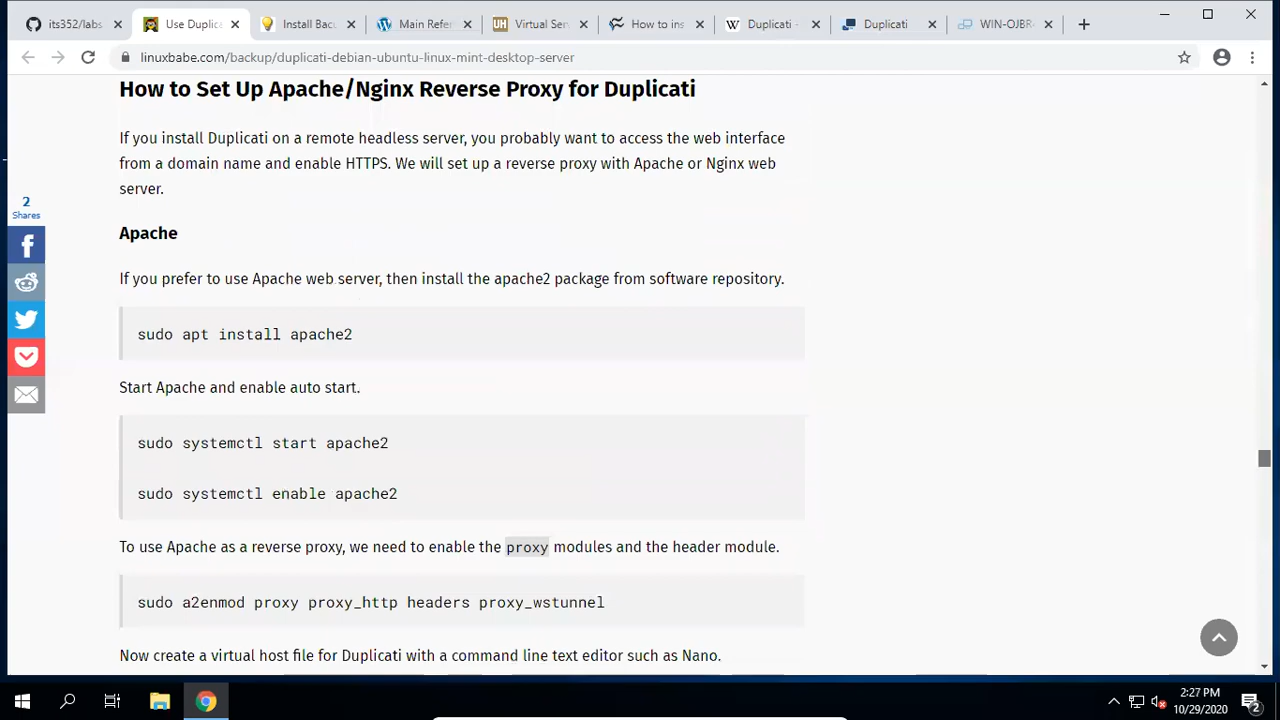 its352/labs
Use Duplic
Install Bac
Main Refer
Virtual Ser
How to ins
Duplicati -
Duplicati
WIN-OJBR
linuxbabe.com/backup/duplicati-debian-ubuntu-linux-mint-desktop-server
How to Set Up Apache/Nginx Reverse Proxy for Duplicati
If you install Duplicati on a remote headless server, you probably want to access the web interface
from a domain name and enable HTTPS. We will set up a reverse proxy with Apache or Nginx web
server.
2
Shares
Apache
If you prefer to use Apache web server, then install the apache2 package from software repository.
sudo apt install apache2
Start Apache and enable auto start.
sudo systemctl start apache2
sudo systemctl enable apache2
To use Apache as a reverse proxy, we need to enable the proxy modules and the header module.
sudo a2enmod proxy proxy_http headers proxy_wstunnel
Now create a virtual host file for Duplicati with a command line text editor such as Nano.
2:27 PM
10/29/2020
2